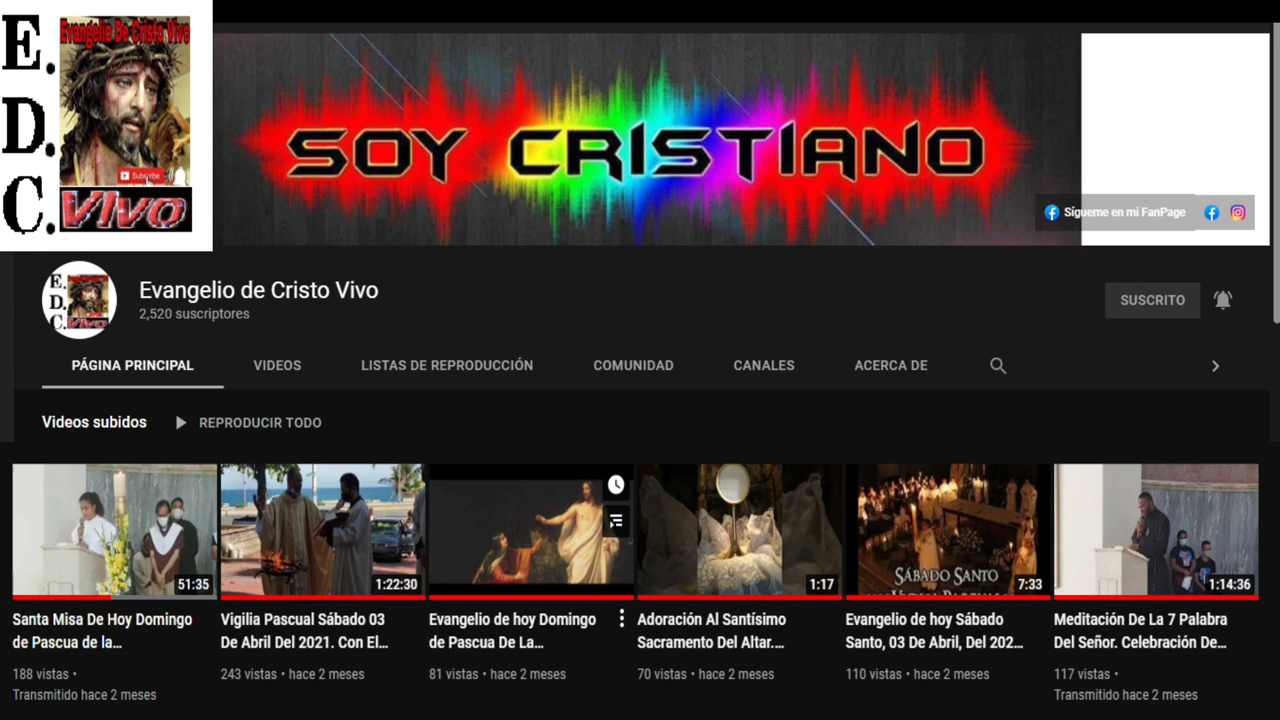 E.
D.
C.
Evangelio De Cristo Vivo
Subscribe
Vivo
SOY CRISTIANO
Sígueme en mi FanPage
E.
D.
C.
Vivo
Evangelio de Cristo Vivo
2,520 suscriptores
SUSCRITO
PÁGINA PRINCIPAL VIDEOS LISTAS DE REPRODUCCIÓN COMUNIDAD CANALES ACERCA DE
Videos subidos REPRODUCIR TODO
51:35
1:22:30
1:17
SÁBADO SANTO
7:33
1:14:36
Santa Misa De Hoy Domingo
de Pascua de la...
188 vistas •
Transmitido hace 2 meses
Vigilia Pascual Sábado 03
De Abril Del 2021. Con El...
243 vistas • hace 2 meses
Evangelio de hoy Domingo
de Pascua De La...
81 vistas • hace 2 meses
Adoración Al Santísimo
Sacramento Del Altar....
70 vistas • hace 2 meses
Evangelio de hoy Sábado
Santo, 03 De Abril, Del 202...
110 vistas • hace 2 meses
Meditación De La 7 Palabra
Del Señor. Celebración De...
117 vistas •
Transmitido hace 2 meses